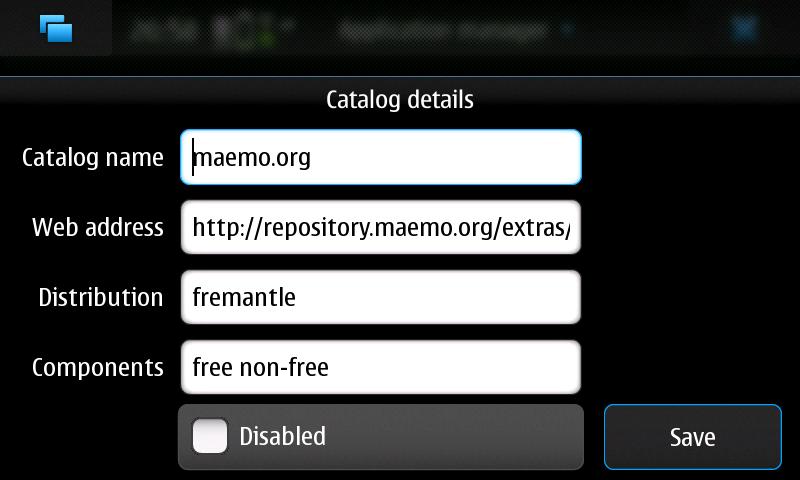 Catalog details
Catalog name maemo.org
Web address http://repository.maemo.org/extras/
Distribution fremantle
Components free non-free
Disabled Save